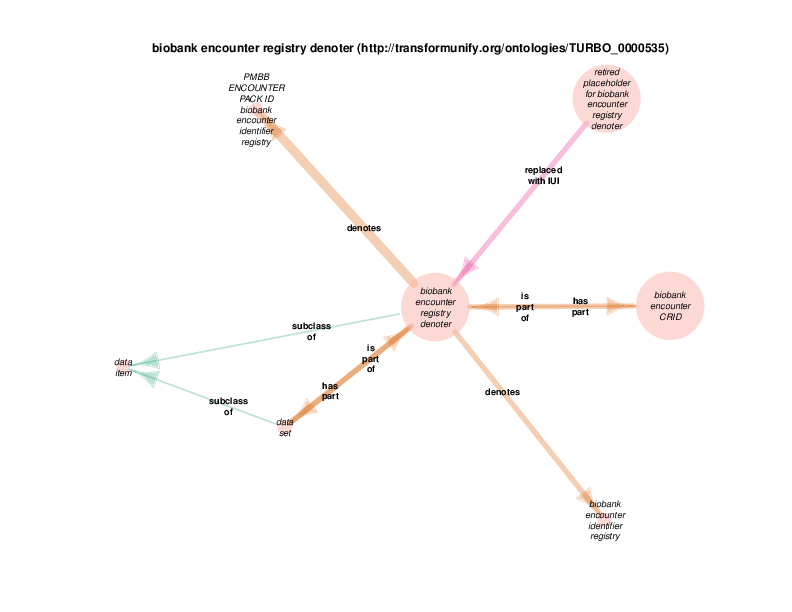 biobank encounter registry denoter (http://transformunify.org/ontologies/TURBO_0000535)
PMBB
ENCOUNTER
PACK ID
biobank
encounter
identifier
registry
retired
placeholder
for biobank
encounter
registry
denoter
replaced
with IUI
denotes
biobank
encounter
registry
denoter
is
part
of
has
part
biobank
encounter
CRID
subclass
of
is
part
of
has
part
data
item
subclass
of
data
set
denotes
biobank
encounter
identifier
registry